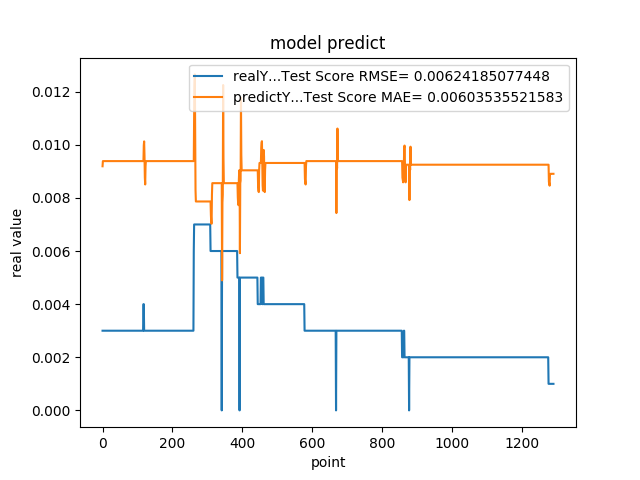 model predict
realY...Test Score RMSE= 0.00624185077448
predictY...Test Score MAE= 0.00603535521583
real value
0.012
0.010
0.008
0.006
0.004
0.002
0.000
0 200 400 600 800 1000 1200
point